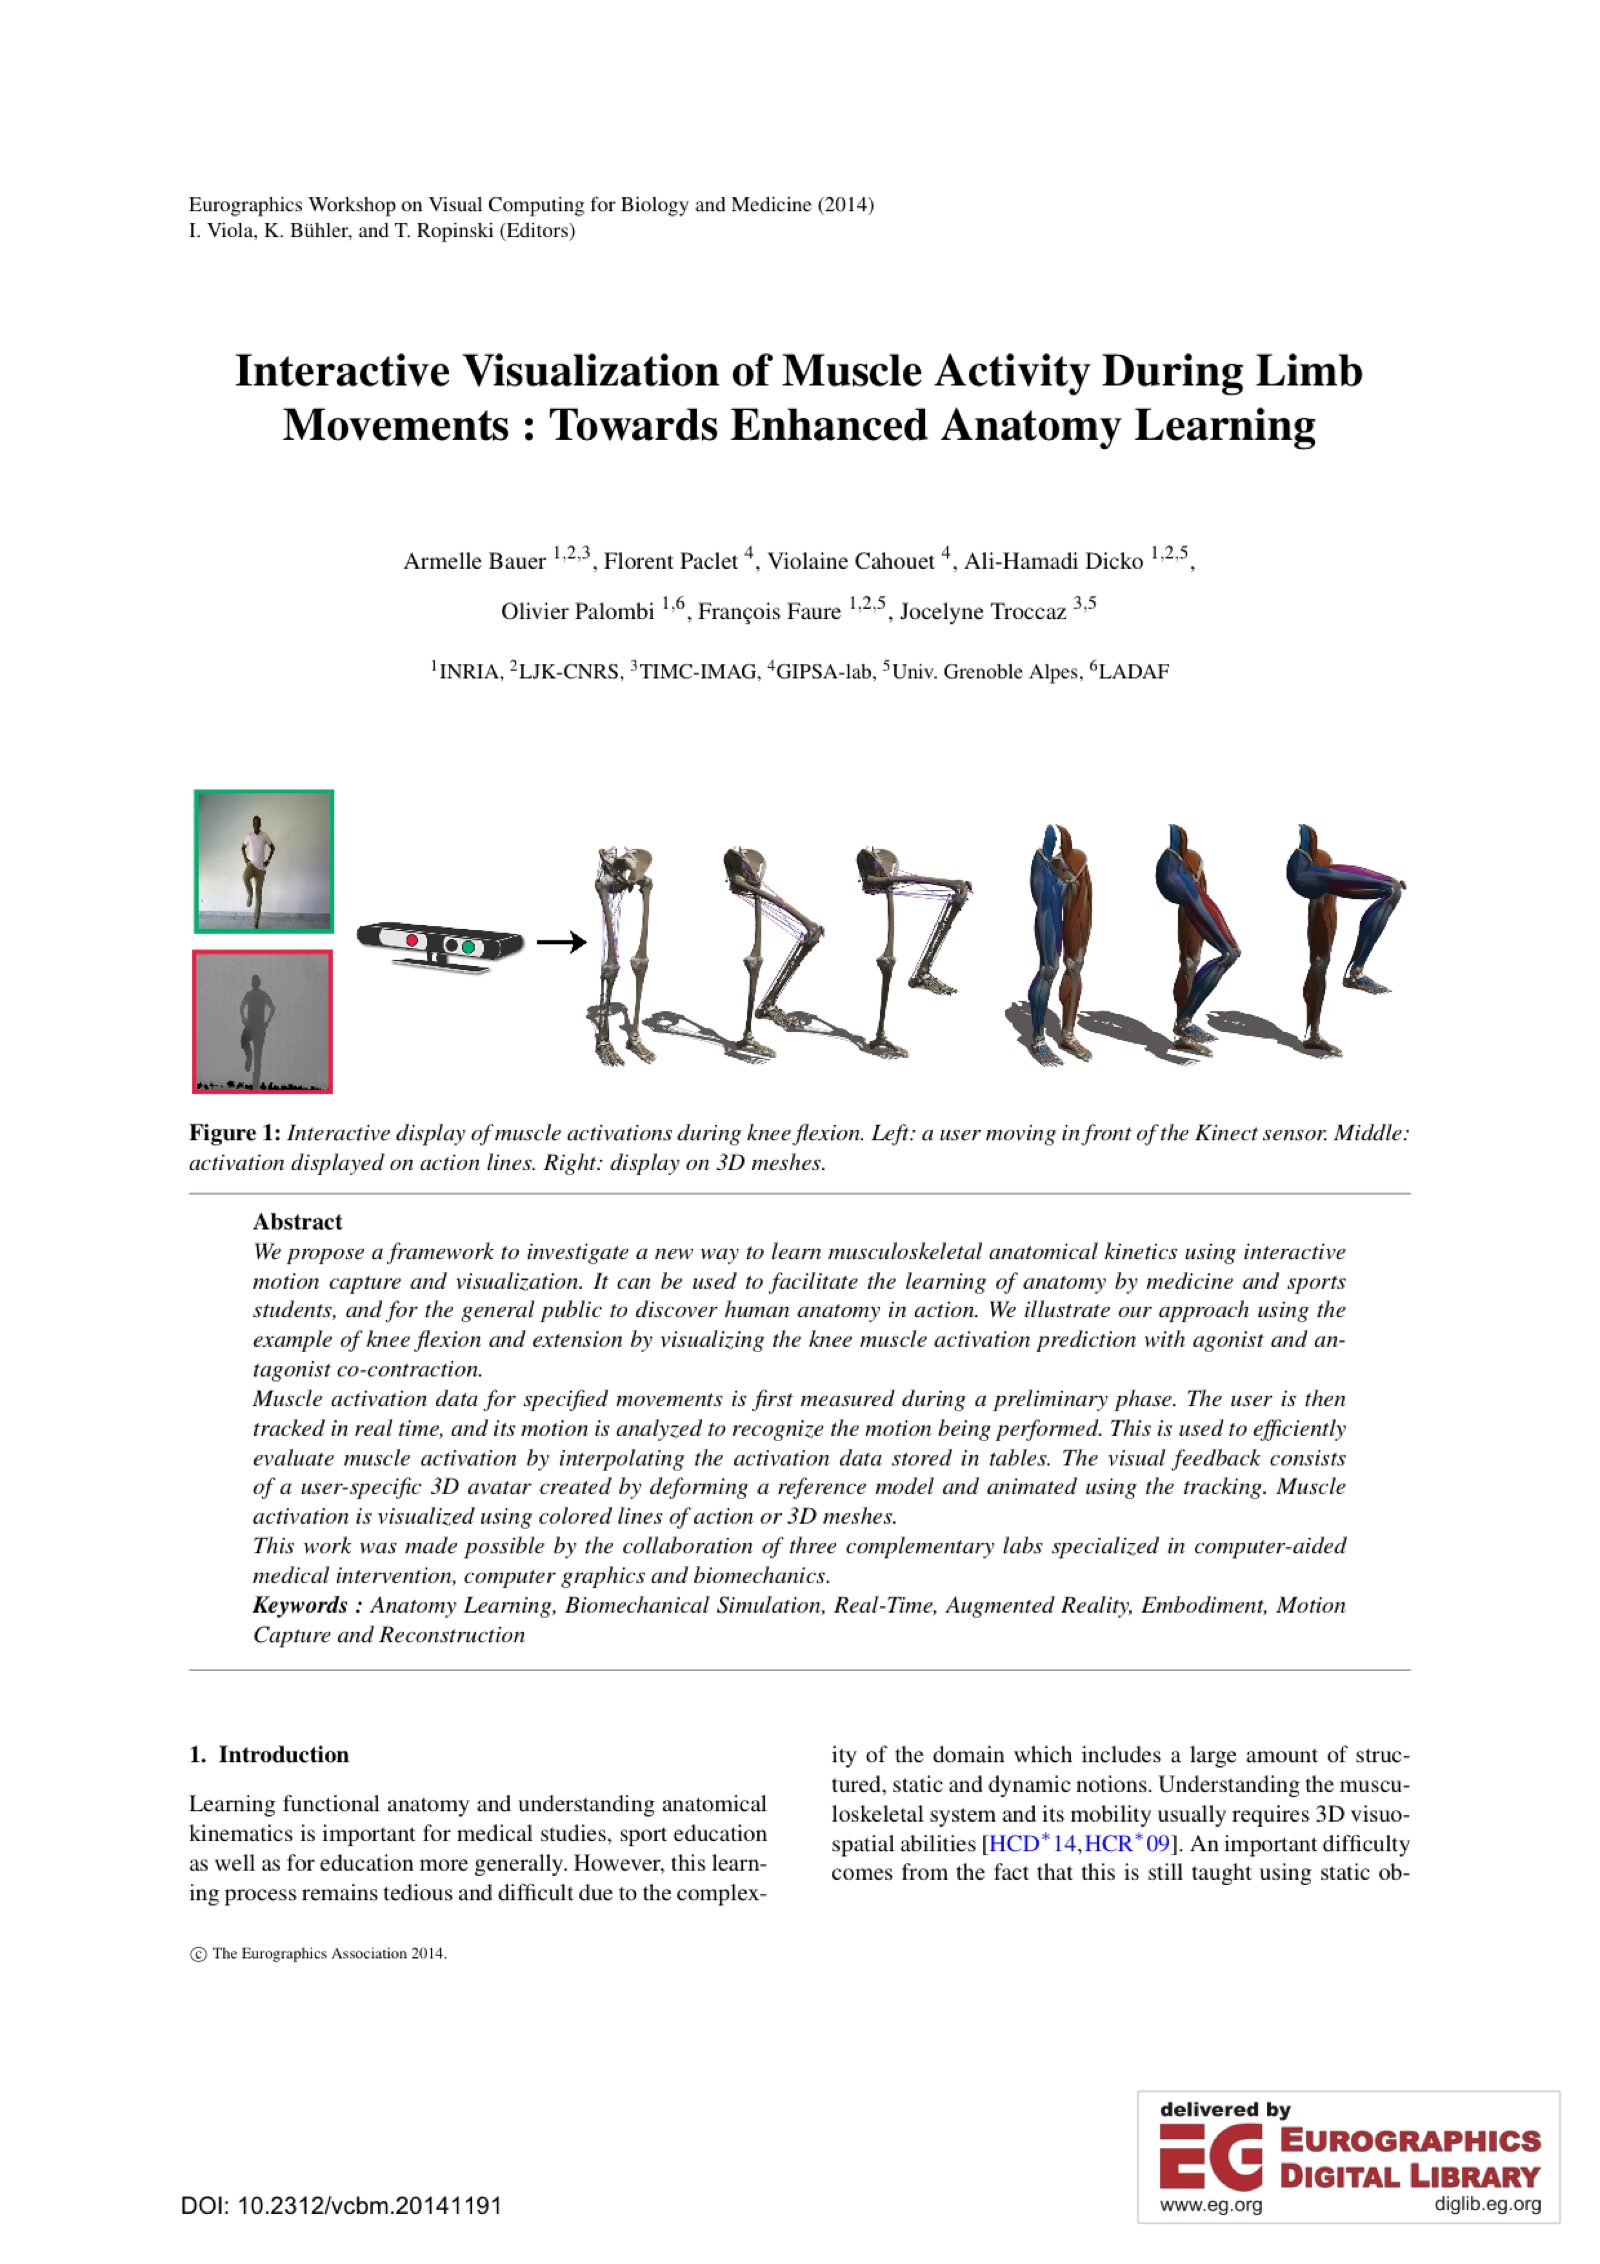 Eurographics Workshop on Visual Computing for Biology and Medicine (2014)
I. Viola, K. Bühler, and T. Ropinski (Editors)
Interactive Visualization of Muscle Activity During Limb
Movements : Towards Enhanced Anatomy Learning
Armelle Bauer 1,2,3, Florent Paclet 4, Violaine Cahouet 4, Ali-Hamadi Dicko 1,2,5,
Olivier Palombi 1,6, François Faure 1,2,5, Jocelyne Troccaz 3,5
1INRIA, 2LJK-CNRS, 3TIMC-IMAG, 4GIPSA-lab, 5Univ. Grenoble Alpes, 6LADAF
Figure 1: Interactive display of muscle activations during knee flexion. Left: a user moving in front of the Kinect sensor. Middle:
activation displayed on action lines. Right: display on 3D meshes.
Abstract
We propose a framework to investigate a new way to learn musculoskeletal anatomical kinetics using interactive
motion capture and visualization. It can be used to facilitate the learning of anatomy by medicine and sports
students, and for the general public to discover human anatomy in action. We illustrate our approach using the
example of knee flexion and extension by visualizing the knee muscle activation prediction with agonist and an-
tagonist co-contraction.
Muscle activation data for specified movements is first measured during a preliminary phase. The user is then
tracked in real time, and its motion is analyzed to recognize the motion being performed. This is used to efficiently
evaluate muscle activation by interpolating the activation data stored in tables. The visual feedback consists
of a user-specific 3D avatar created by deforming a reference model and animated using the tracking. Muscle
activation is visualized using colored lines of action or 3D meshes.
This work was made possible by the collaboration of three complementary labs specialized in computer-aided
medical intervention, computer graphics and biomechanics.
Keywords : Anatomy Learning, Biomechanical Simulation, Real-Time, Augmented Reality, Embodiment, Motion
Capture and Reconstruction
1. Introduction
Learning functional anatomy and understanding anatomical
kinematics is important for medical studies, sport education
as well as for education more generally. However, this learn-
ing process remains tedious and difficult due to the complex-
ity of the domain which includes a large amount of struc-
tured, static and dynamic notions. Understanding the muscu-
loskeletal system and its mobility usually requires 3D visuo-
spatial abilities [HCD*14,HCR*09]. An important difficulty
comes from the fact that this is still taught using static ob-
© The Eurographics Association 2014.
delivered by
EG EUROGRAPHICS
DIGITAL LIBRARY
www.eg.org diglib.eg.org
DOI: 10.2312/vcbm.20141191